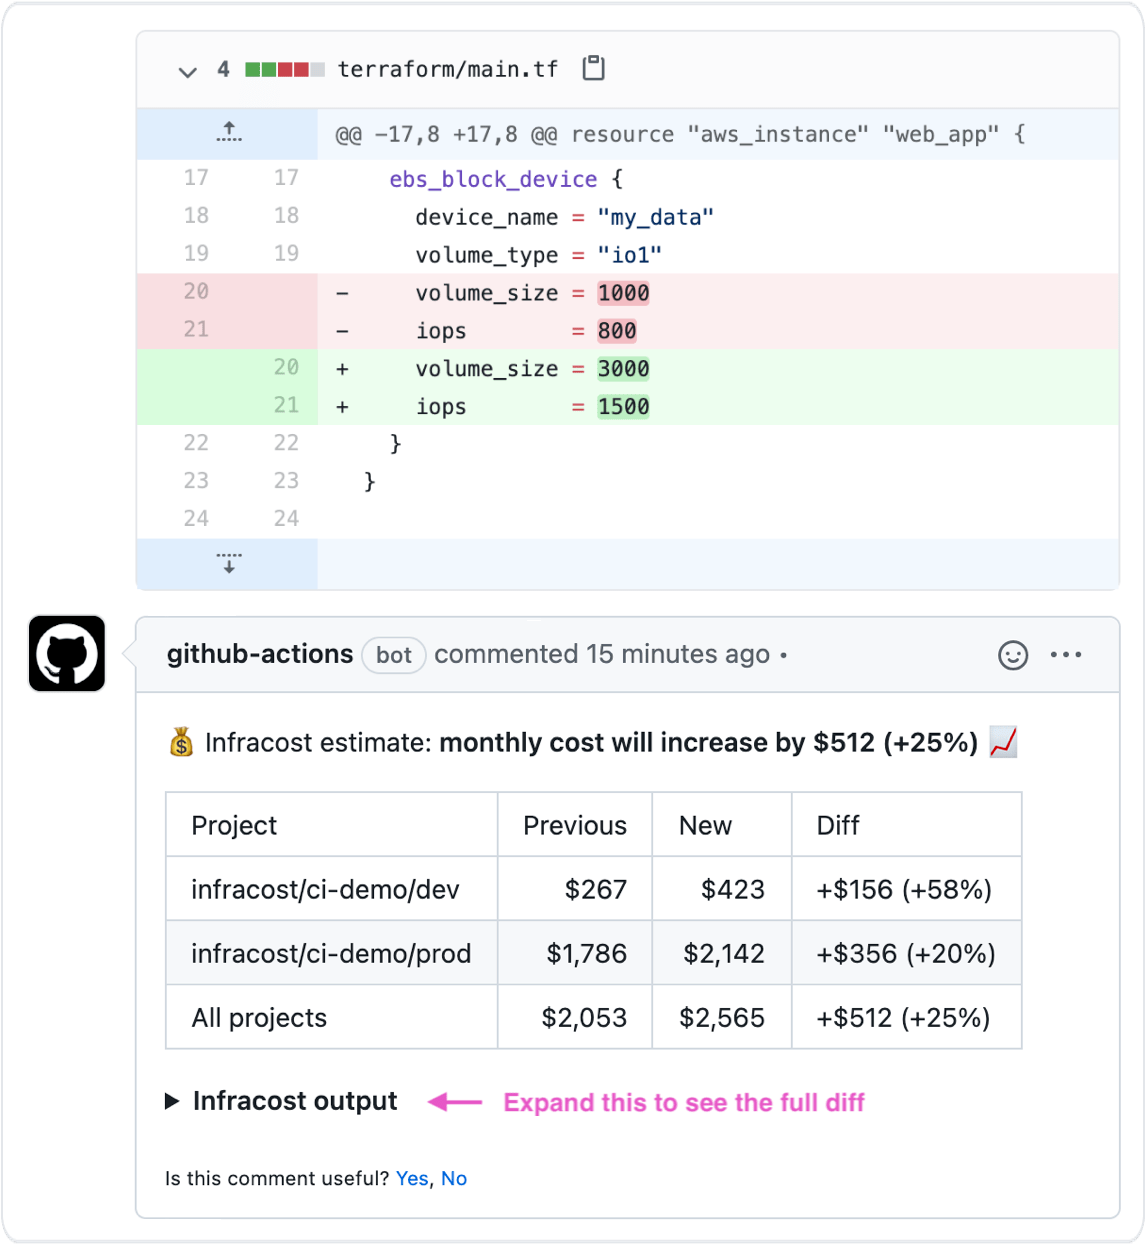 4 terraform/main.tf
@@ -17,8 +17,8 @@ resource "aws_instance" "web_app" {
17 17 ebs_block_device {
18 18 device_name = "my_data"
19 19 volume_type = "io1"
20 - volume_size = 1000
21 - iops = 800
20 + volume_size = 3000
21 + iops = 1500
22 22 }
23 23 }
24 24
github-actions bot commented 15 minutes ago •
💰 Infracost estimate: monthly cost will increase by $512 (+25%) 📈
Project Previous New Diff
infracost/ci-demo/dev $267 $423 +$156 (+58%)
infracost/ci-demo/prod $1,786 $2,142 +$356 (+20%)
All projects $2,053 $2,565 +$512 (+25%)
Infracost output Expand this to see the full diff
Is this comment useful? Yes, No